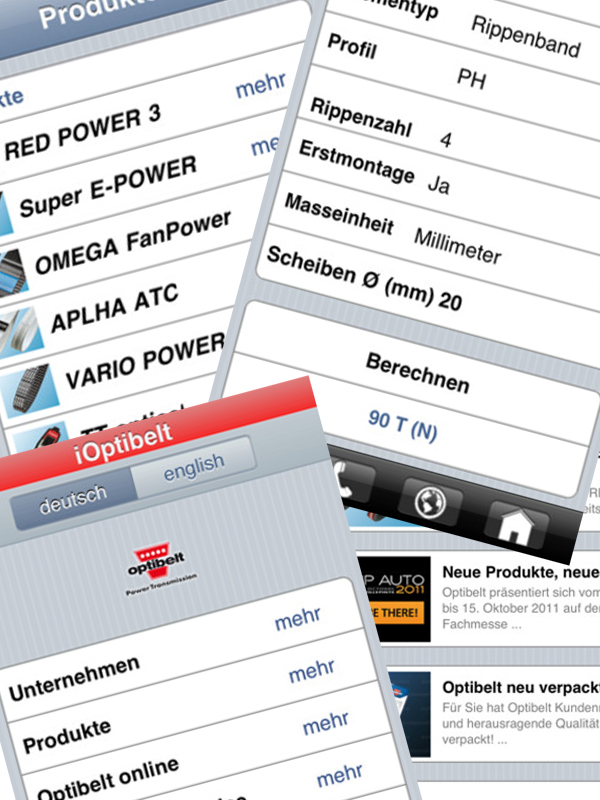 Produkte
mehr
RED POWER 3
Super E-POWER
OMEGA FanPower
APLHA ATC
VARIO POWER
Rippenband
Profil PH
Rippenzahl 4
Erstmontage Ja
Masseinheit Millimeter
Scheiben Ø (mm) 20
Berechnen
90 T (N)
iOptibelt
deutsch english
optibelt
Power Transmission
mehr
Unternehmen
mehr
Produkte
mehr
Optibelt online
mehr
AUTO
2011
THERE!
Neue Produkte, neue
Optibelt präsentiert sich vom
bis 15. Oktober 2011 auf der
Fachmesse ...
Optibelt neu verpackt
Für Sie hat Optibelt Kunden
und herausragende Qualität
verpackt! ...